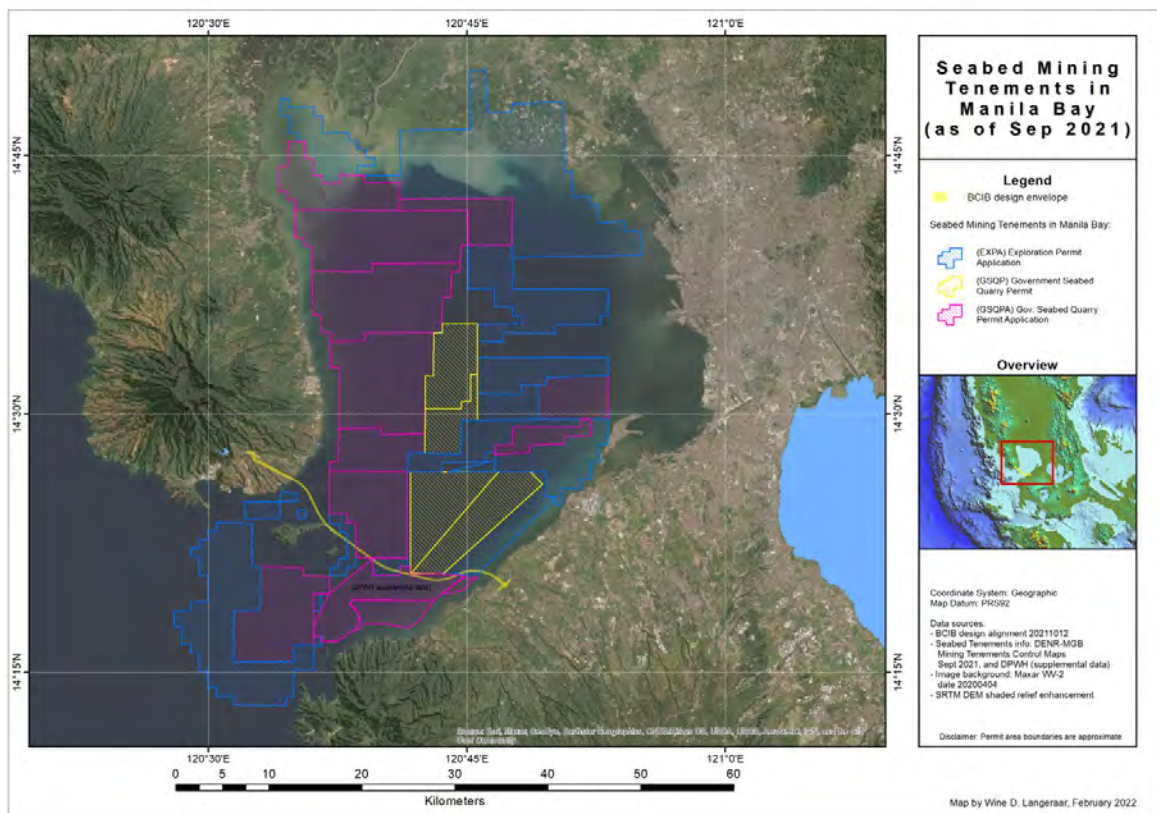 120°30'E
120°45'E
121°0'E
14°45'N
14°45'N
14°30'N
14°30'N
14°15'N
14°15'N
(DPWH supplemental data)
120°30'E
120°45'E
121°0'E
0 5 10 20 30 40 50 60
Kilometers
Seabed Mining
Tenements in
Manila Bay
(as of Sep 2021)
Legend
BCIB design envelope
Seabed Mining Tenements in Manila Bay:
(EXPA) Exploration Permit
Application
(GSQP) Government Seabed
Quarry Permit
(GSQPA) Gov. Seabed Quarry
Permit Application
Overview
Coordinate System: Geographic
Map Datum: PRS92
Data sources:
- BCIB design alignment 20211012
- Seabed Tenements info: DENR-MGB
Mining Tenements Control Maps
Sept 2021, and DPWH (supplemental data)
- Image background: Maxar WV-2
date 20200404
- SRTM DEM shaded relief enhancement
Disclaimer: Permit area boundaries are approximate
Map by Wine D. Langeraar, February 2022